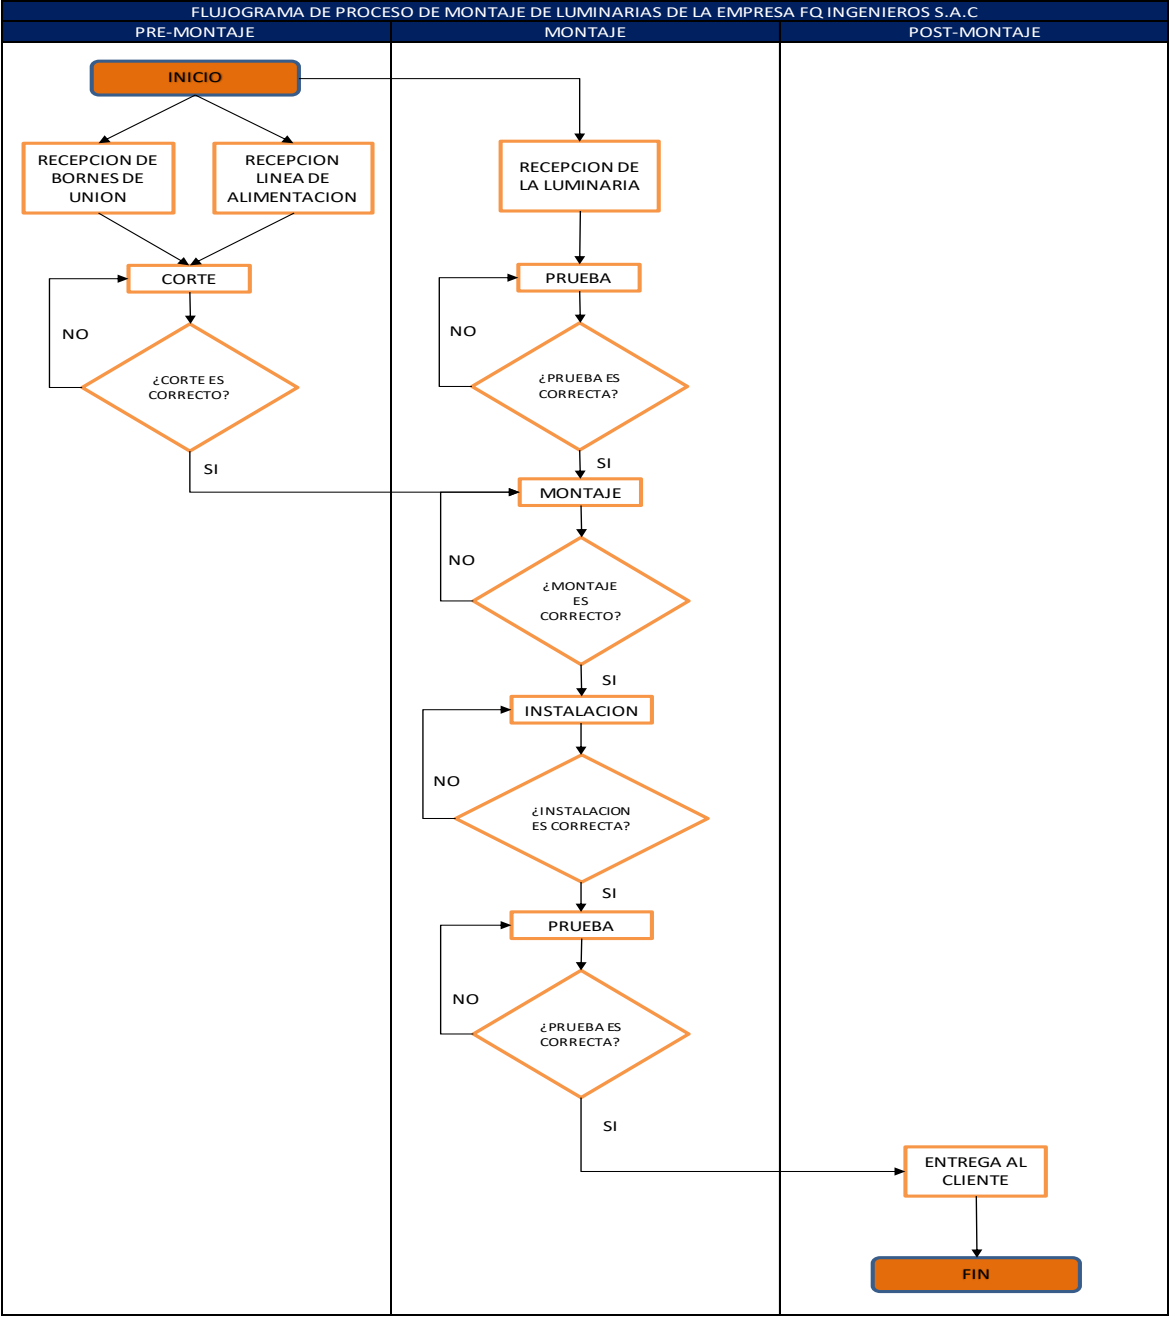 FLUJOGRAMA DE PROCESO DE MONTAJE DE LUMINARIAS DE LA EMPRESA FQ INGENIEROS S.A.C
PRE-MONTAJE
MONTAJE
POST-MONTAJE
INICIO
RECEPCION DE
BORNES DE
UNION
RECEPCION
LINEA DE
ALIMENTACION
CORTE
NO
¿CORTE ES
CORRECTO?
SI
RECEPCION DE
LA LUMINARIA
PRUEBA
NO
¿PRUEBA ES
CORRECTA?
SI
MONTAJE
NO
¿MONTAJE
ES
CORRECTO?
SI
INSTALACION
NO
¿INSTALACION
ES CORRECTA?
SI
PRUEBA
NO
¿PRUEBA ES
CORRECTA?
SI
ENTREGA AL
CLIENTE
FIN